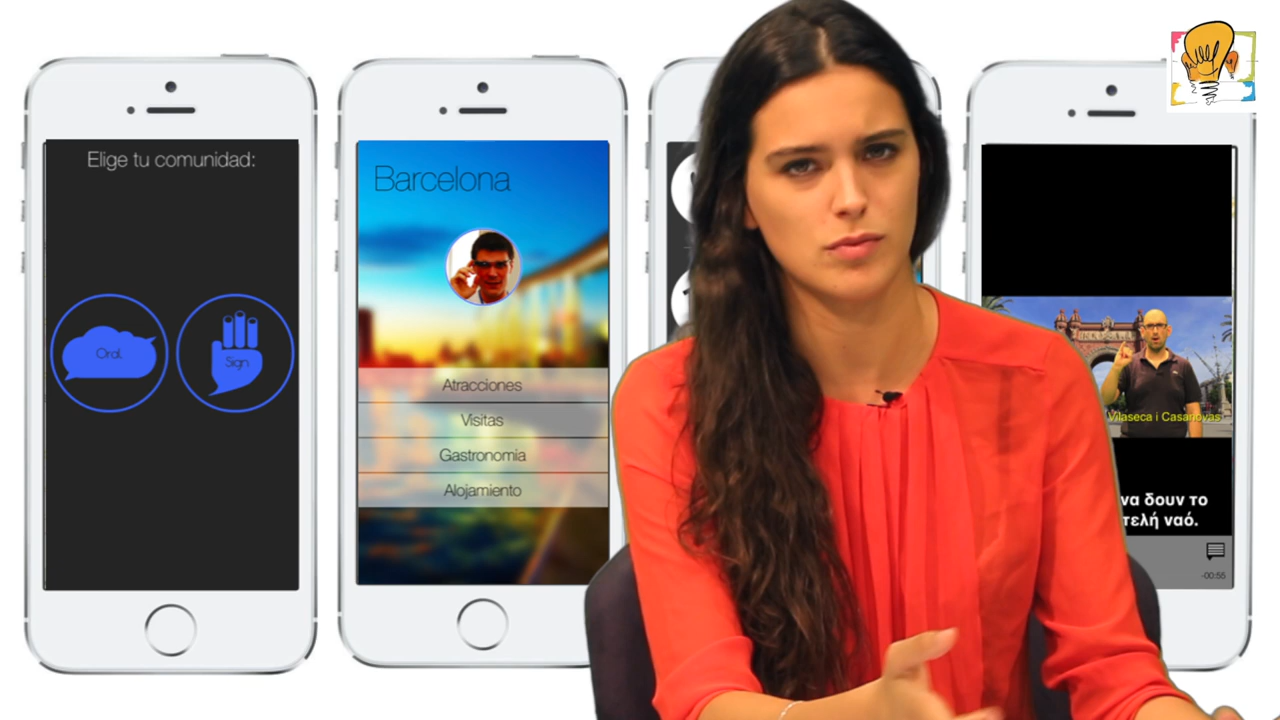 Elige tu comunidad:
Oral
Sign
Barcelona
Atracciones
Visitas
Gastronomia
Alojamiento
Vilaseca i Casanovas
να δουν το
τελή ναό.
-00:55